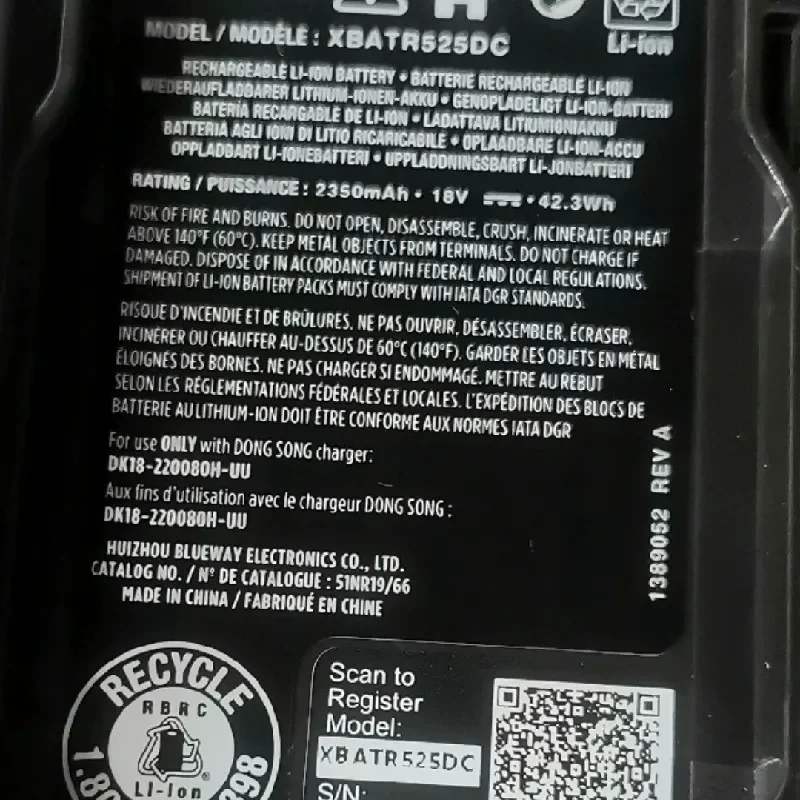 MODEL / MODÈLE : XBATR525DC
Li-ion
RECHARGEABLE LI-ION BATTERY • BATTERIE RECHARGEABLE LI-ION
WIEDERAUFLADBARER LITHIUM-IONEN-AKKU • GENOPLADELIGT LI-ION-BATTERI
BATERÍA RECARGABLE DE LI-ION • LADATTAVA LITIUMIONIAKKU
BATTERIA AGLI IONI DI LITIO RICARICABILE • OPLAADBARE LI-ION-ACCU
OPPLADBART LI-IONEBATTERI • UPPLADDNINGSBART LI-JONBATTERI
RATING / PUISSANCE : 2350mAh • 18V • 42.3Wh
RISK OF FIRE AND BURNS. DO NOT OPEN, DISASSEMBLE, CRUSH, INCINERATE OR HEAT
ABOVE 140°F (60°C). KEEP METAL OBJECTS FROM TERMINALS. DO NOT CHARGE IF
DAMAGED. DISPOSE OF IN ACCORDANCE WITH FEDERAL AND LOCAL REGULATIONS.
SHIPMENT OF LI-ION BATTERY PACKS MUST COMPLY WITH IATA DGR STANDARDS.
RISQUE D'INCENDIE ET DE BRÛLURES. NE PAS OUVRIR, DÉSASSEMBLER, ÉCRASER,
INCINÉRER OU CHAUFFER AU-DESSUS DE 60°C (140°F). GARDER LES OBJETS EN MÉTAL
ÉLOIGNÉS DES BORNES. NE PAS CHARGER SI ENDOMMAGÉ. METTRE AU REBUT
SELON LES RÉGLEMENTATIONS FÉDÉRALES ET LOCALES. L'EXPÉDITION DES BLOCS DE
BATTERIE AU LITHIUM-ION DOIT ÊTRE CONFORME AUX NORMES IATA DGR
For use ONLY with DONG SONG charger:
DK18-220080H-UU
Aux fins d'utilisation avec le chargeur DONG SONG :
DK18-220080H-UU
HUIZHOU BLUEWAY ELECTRONICS CO., LTD.
CATALOG NO. / N° DE CATALOGUE : 51NR19/66
MADE IN CHINA / FABRIQUÉ EN CHINE
1389052 REV A
RECYCLE
RBRC
Li-Ion
Scan to
Register
Model:
XBATR525DC
S/N: